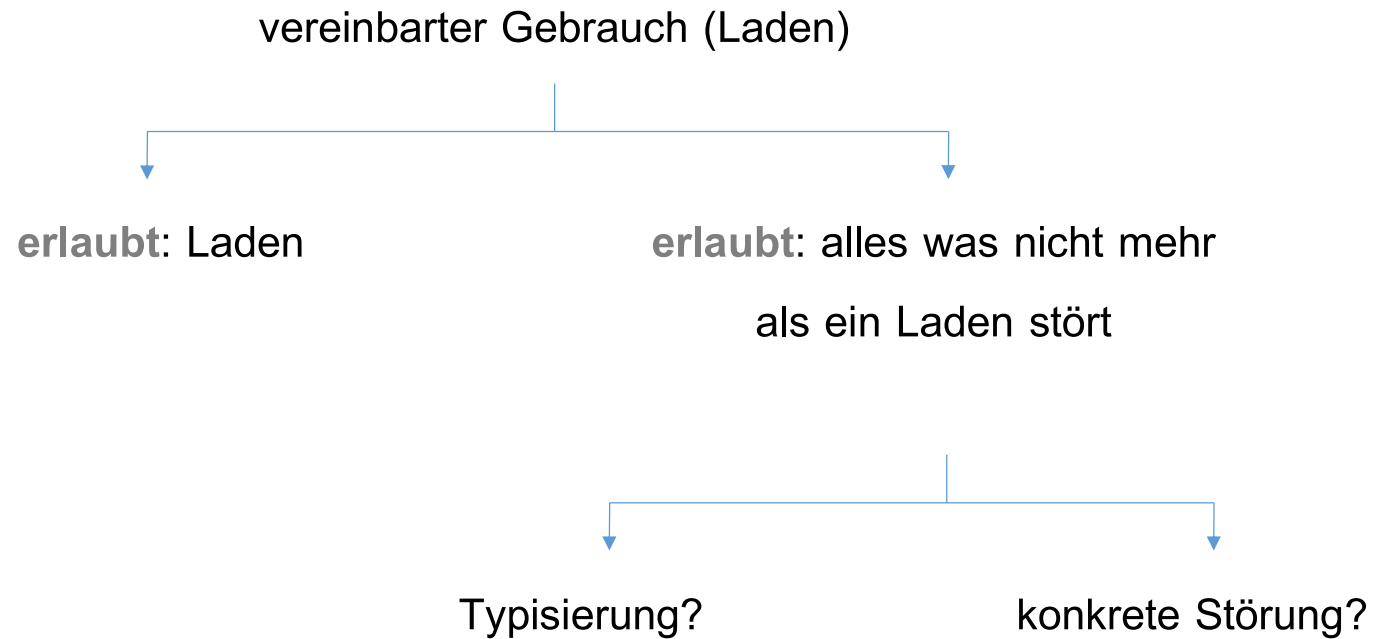 vereinbarter Gebrauch (Laden)
erlaubt: Laden
erlaubt: alles was nicht mehr
als ein Laden stört
Typisierung?
konkrete Störung?